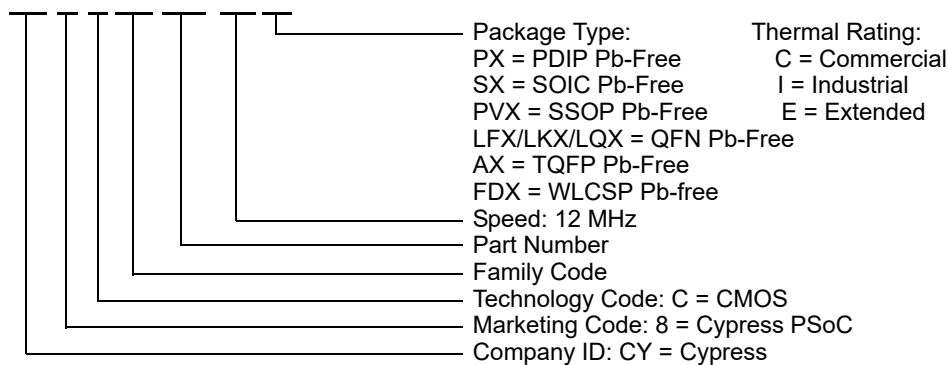 Package Type: Thermal Rating:
PX = PDIP Pb-Free C = Commercial
SX = SOIC Pb-Free I = Industrial
PVX = SSOP Pb-Free E = Extended
LFX/LKX/LQX = QFN Pb-Free
AX = TQFP Pb-Free
FDX = WLCSP Pb-free
Speed: 12 MHz
Part Number
Family Code
Technology Code: C = CMOS
Marketing Code: 8 = Cypress PSoC
Company ID: CY = Cypress